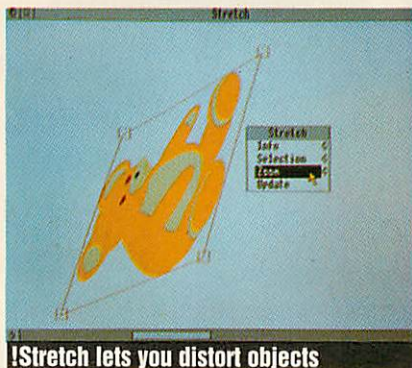 Stretch
Stretch
Info
Selection
Zoom
Update
!Stretch lets you distort objects